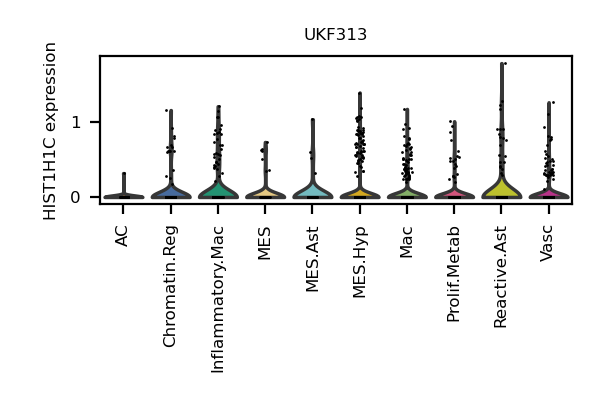 UKF313
HIST1H1C expression
1
0
AC
Chromatin.Reg
Inflammatory.Mac
MES
MES.Ast
MES.Hyp
Mac
Prolif.Metab
Reactive.Ast
Vasc